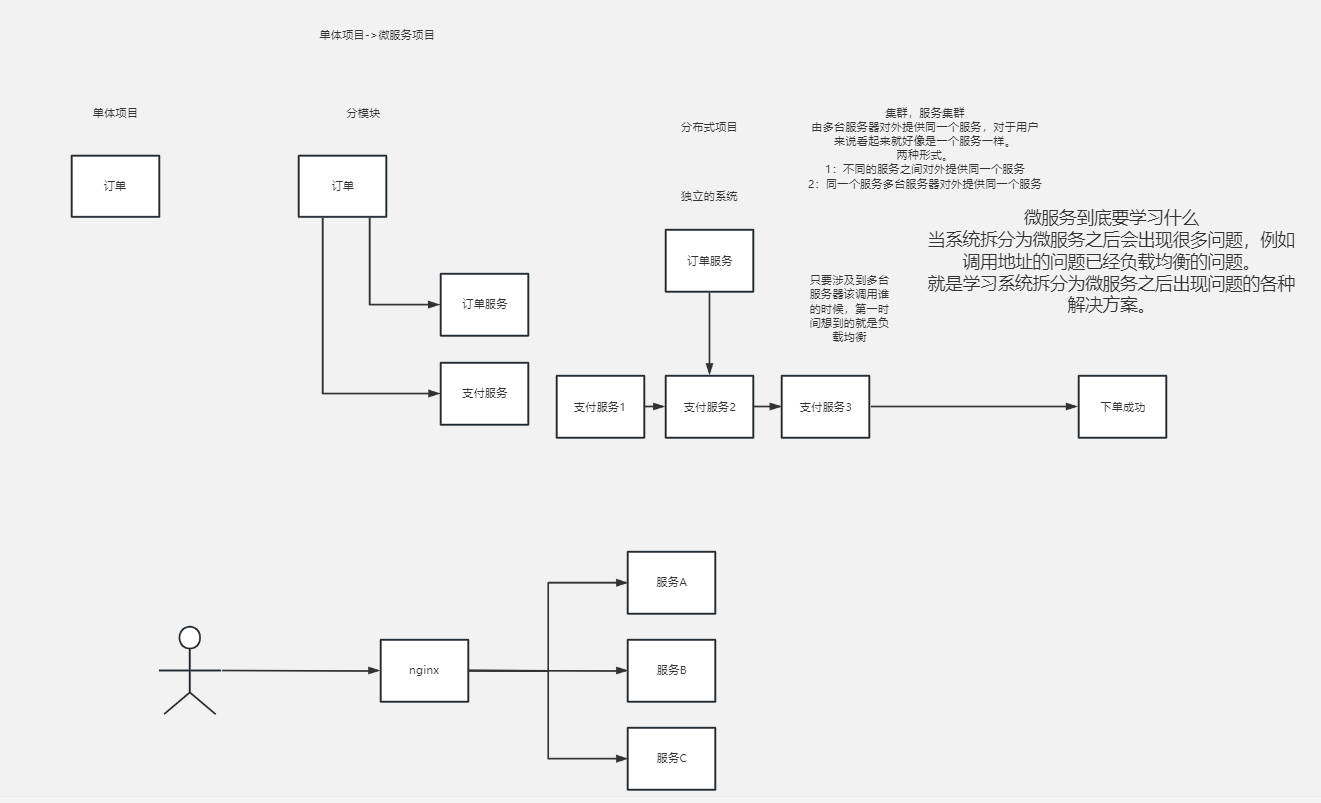 单体项目->微服务项目
单体项目
分模块
分布式项目
集群，服务集群
由多台服务器对外提供同一个服务，对于用户
来说看起来就好像是一个服务一样。
两种形式。
1：不同的服务之间对外提供同一个服务
2：同一个服务多台服务器对外提供同一个服务
订单
订单
独立的系统
微服务到底要学习什么
当系统拆分为微服务之后会出现很多问题，例如
调用地址的问题已经负载均衡的问题。
就是学习系统拆分为微服务之后出现问题的各种
解决方案。
订单服务
只要涉及到多台
服务器该调用谁
的时候，第一时
间想到的就是负
载均衡
订单服务
支付服务
支付服务1
支付服务2
支付服务3
下单成功
服务A
nginx
服务B
服务C